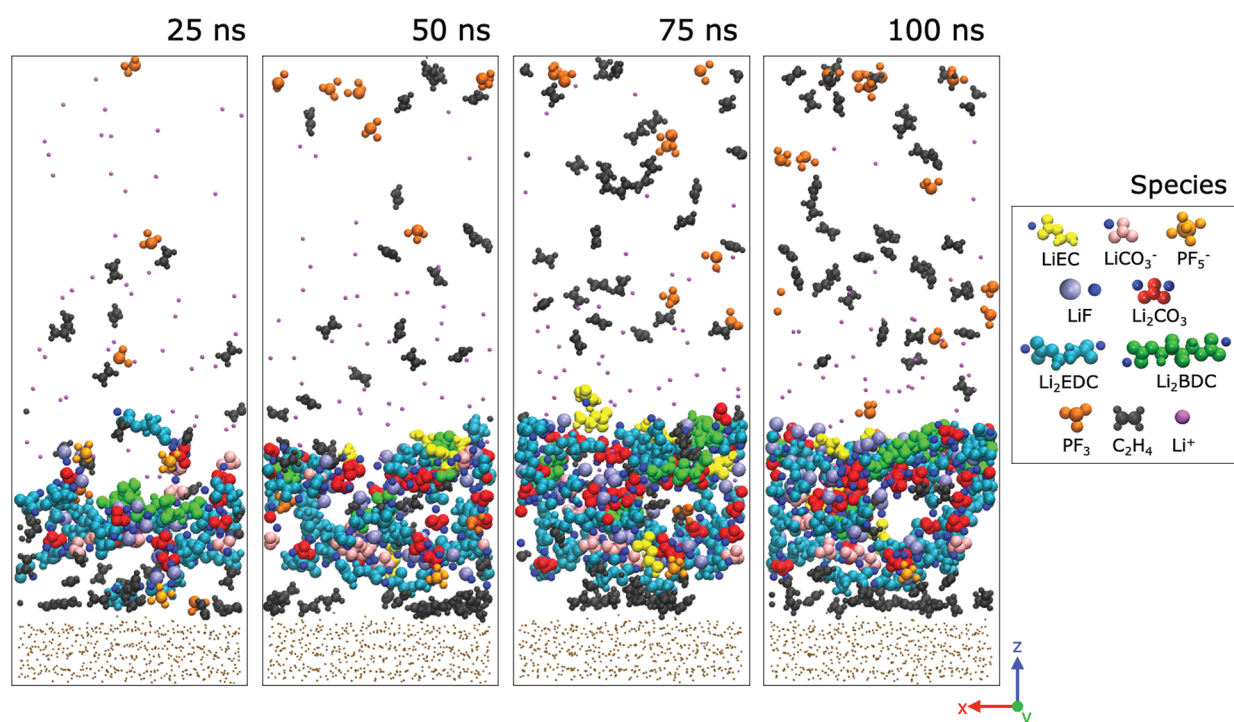 25 ns 50 ns 75 ns 100 ns
Species
LiEC LiCO₃⁻ PF₅⁻
LiF Li₂CO₃
Li₂EDC Li₂BDC
PF₃ C₂H₄ Li⁺
Z
X
Y